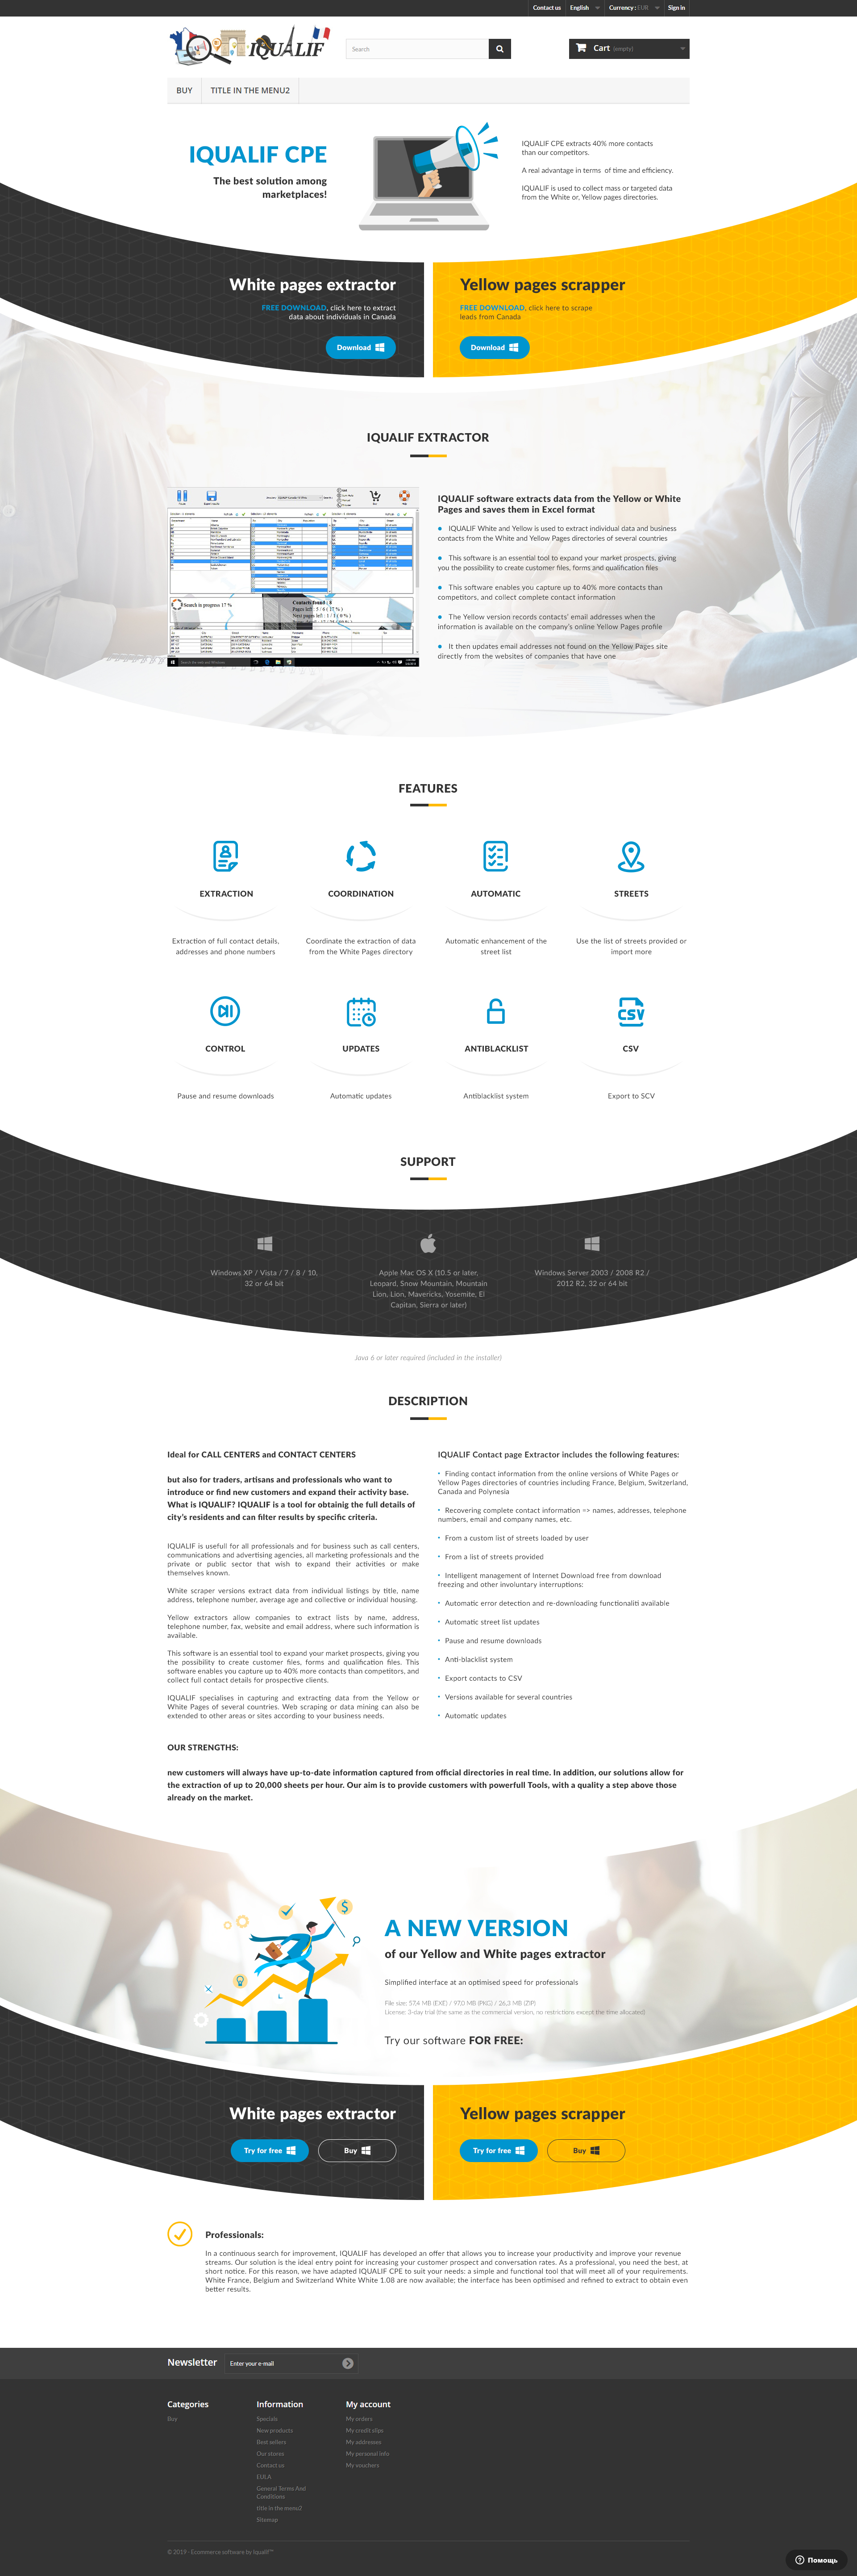 Contact us English Currency : EUR Sign in
IQUALIF
Search
Cart (empty)
BUY TITLE IN THE MENU2
IQUALIF CPE
The best solution among
marketplaces!
IQUALIF CPE extracts 40% more contacts
than our competitors.
A real advantage in terms of time and efficiency.
IQUALIF is used to collect mass or targeted data
from the White or, Yellow pages directories.
White pages extractor
FREE DOWNLOAD, click here to extract
data about individuals in Canada
Download
Yellow pages scrapper
FREE DOWNLOAD, click here to scrape
leads from Canada
Download
IQUALIF EXTRACTOR
Search in progress 17 %
Contacts found : 8
Pages left : 5 / 6 ( 17 % )
Next pages left : 1 / 1 ( 6 % )
IQUALIF software extracts data from the Yellow or White
Pages and saves them in Excel format
IQUALIF White and Yellow is used to extract individual data and business
contacts from the White and Yellow Pages directories of several countries
This software is an essential tool to expand your market prospects, giving
you the possibility to create customer files, forms and qualification files
This software enables you capture up to 40% more contacts than
competitors, and collect complete contact information
The Yellow version records contacts' email addresses when the
information is available on the company's online Yellow Pages profile
It then updates email addresses not found on the Yellow Pages site
directly from the websites of companies that have one
FEATURES
EXTRACTION
Extraction of full contact details,
addresses and phone numbers
COORDINATION
Coordinate the extraction of data
from the White Pages directory
AUTOMATIC
Automatic enhancement of the
street list
STREETS
Use the list of streets provided or
import more
CONTROL
Pause and resume downloads
UPDATES
Automatic updates
ANTIBLACKLIST
Antiblacklist system
CSV
CSV
Export to SCV
SUPPORT
Windows XP / Vista / 7 / 8 / 10,
32 or 64 bit
Apple Mac OS X (10.5 or later,
Leopard, Snow Mountain, Mountain
Lion, Lion, Mavericks, Yosemite, El
Capitan, Sierra or later)
Windows Server 2003 / 2008 R2 /
2012 R2, 32 or 64 bit
Java 6 or later required (included in the installer)
DESCRIPTION
Ideal for CALL CENTERS and CONTACT CENTERS
but also for traders, artisans and professionals who want to
introduce or find new customers and expand their activity base.
What is IQUALIF? IQUALIF is a tool for obtainig the full details of
city's residents and can filter results by specific criteria.
IQUALIF is usefull for all professionals and for business such as call centers,
communications and advertising agencies, all marketing professionals and the
private or public sector that wish to expand their activities or make
themselves known.
White scraper versions extract data from individual listings by title, name
address, telephone number, average age and collective or individual housing.
Yellow extractors allow companies to extract lists by name, address,
telephone number, fax, website and email address, where such information is
available.
This software is an essential tool to expand your market prospects, giving you
the possibility to create customer files, forms and qualification files. This
software enables you capture up to 40% more contacts than competitors, and
collect full contact details for prospective clients.
IQUALIF specialises in capturing and extracting data from the Yellow or
White Pages of several countries. Web scraping or data mining can also be
extended to other areas or sites according to your business needs.
IQUALIF Contact page Extractor includes the following features:
• Finding contact information from the online versions of White Pages or
Yellow Pages directories of countries including France, Belgium, Switzerland,
Canada and Polynesia
• Recovering complete contact information => names, addresses, telephone
numbers, email and company names, etc.
• From a custom list of streets loaded by user
• From a list of streets provided
• Intelligent management of Internet Download free from download
freezing and other involuntary interruptions:
• Automatic error detection and re-downloading functionaliti available
• Automatic street list updates
• Pause and resume downloads
• Anti-blacklist system
• Export contacts to CSV
• Versions available for several countries
• Automatic updates
OUR STRENGTHS:
new customers will always have up-to-date information captured from official directories in real time. In addition, our solutions allow for
the extraction of up to 20,000 sheets per hour. Our aim is to provide customers with powerfull Tools, with a quality a step above those
already on the market.
A NEW VERSION
of our Yellow and White pages extractor
Simplified interface at an optimised speed for professionals
File size: 57,4 MB (EXE) / 97,0 MB (PKG) / 26,3 MB (ZIP)
License: 3-day trial (the same as the commercial version, no restrictions except the time allocated)
Try our software FOR FREE:
White pages extractor
Try for free Buy
Yellow pages scrapper
Try for free Buy
Professionals:
In a continuous search for improvement, IQUALIF has developed an offer that allows you to increase your productivity and improve your revenue
streams. Our solution is the ideal entry point for increasing your customer prospect and conversation rates. As a professional, you need the best, at
short notice. For this reason, we have adapted IQUALIF CPE to suit your needs: a simple and functional tool that will meet all of your requirements.
White France, Belgium and Switzerland White White 1.08 are now available; the interface has been optimised and refined to extract to obtain even
better results.
Newsletter Enter your e-mail
Categories
Buy
Information
Specials
New products
Best sellers
Our stores
Contact us
EULA
General Terms And
Conditions
title in the menu2
Sitemap
My account
My orders
My credit slips
My addresses
My personal info
My vouchers
© 2019 - Ecommerce software by Iqualif™
Помощь